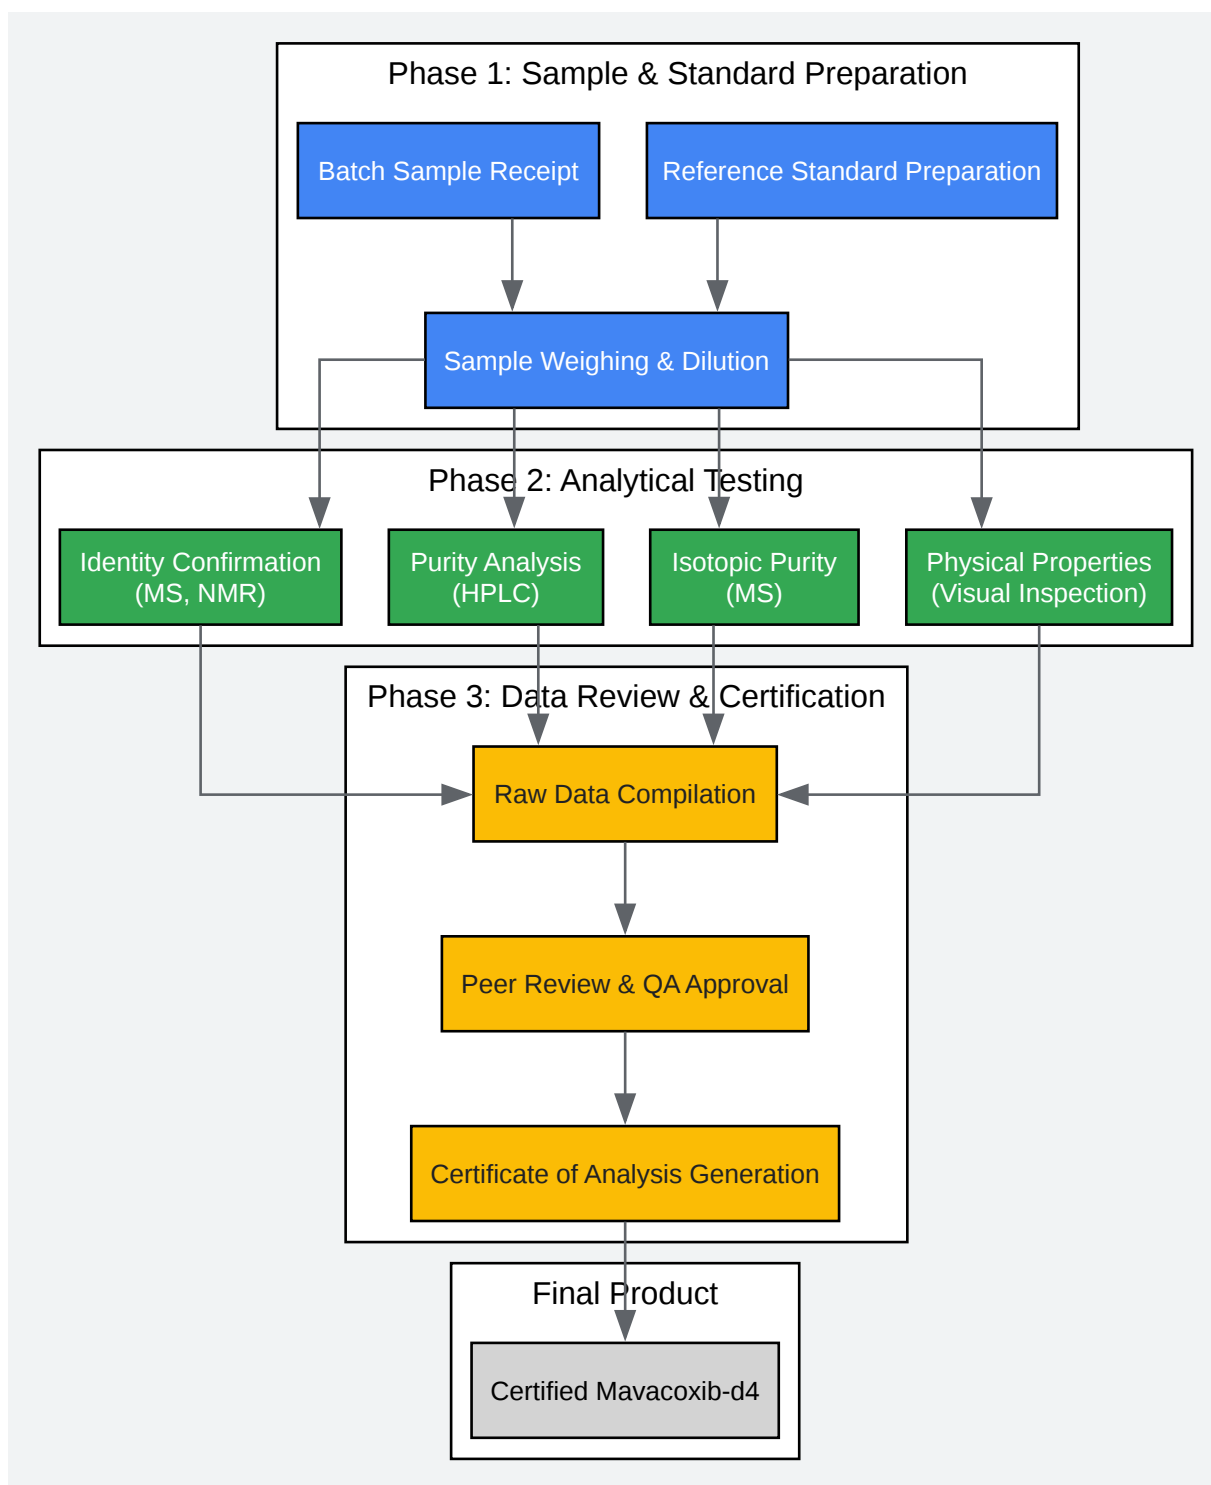 Phase 1: Sample & Standard Preparation
Batch Sample Receipt
Reference Standard Preparation
Sample Weighing & Dilution
Phase 2: Analytical Testing
Identity Confirmation
(MS, NMR)
Purity Analysis
(HPLC)
Isotopic Purity
(MS)
Physical Properties
(Visual Inspection)
Phase 3: Data Review & Certification
Raw Data Compilation
Peer Review & QA Approval
Certificate of Analysis Generation
Final Product
Certified Mavacoxib-d4